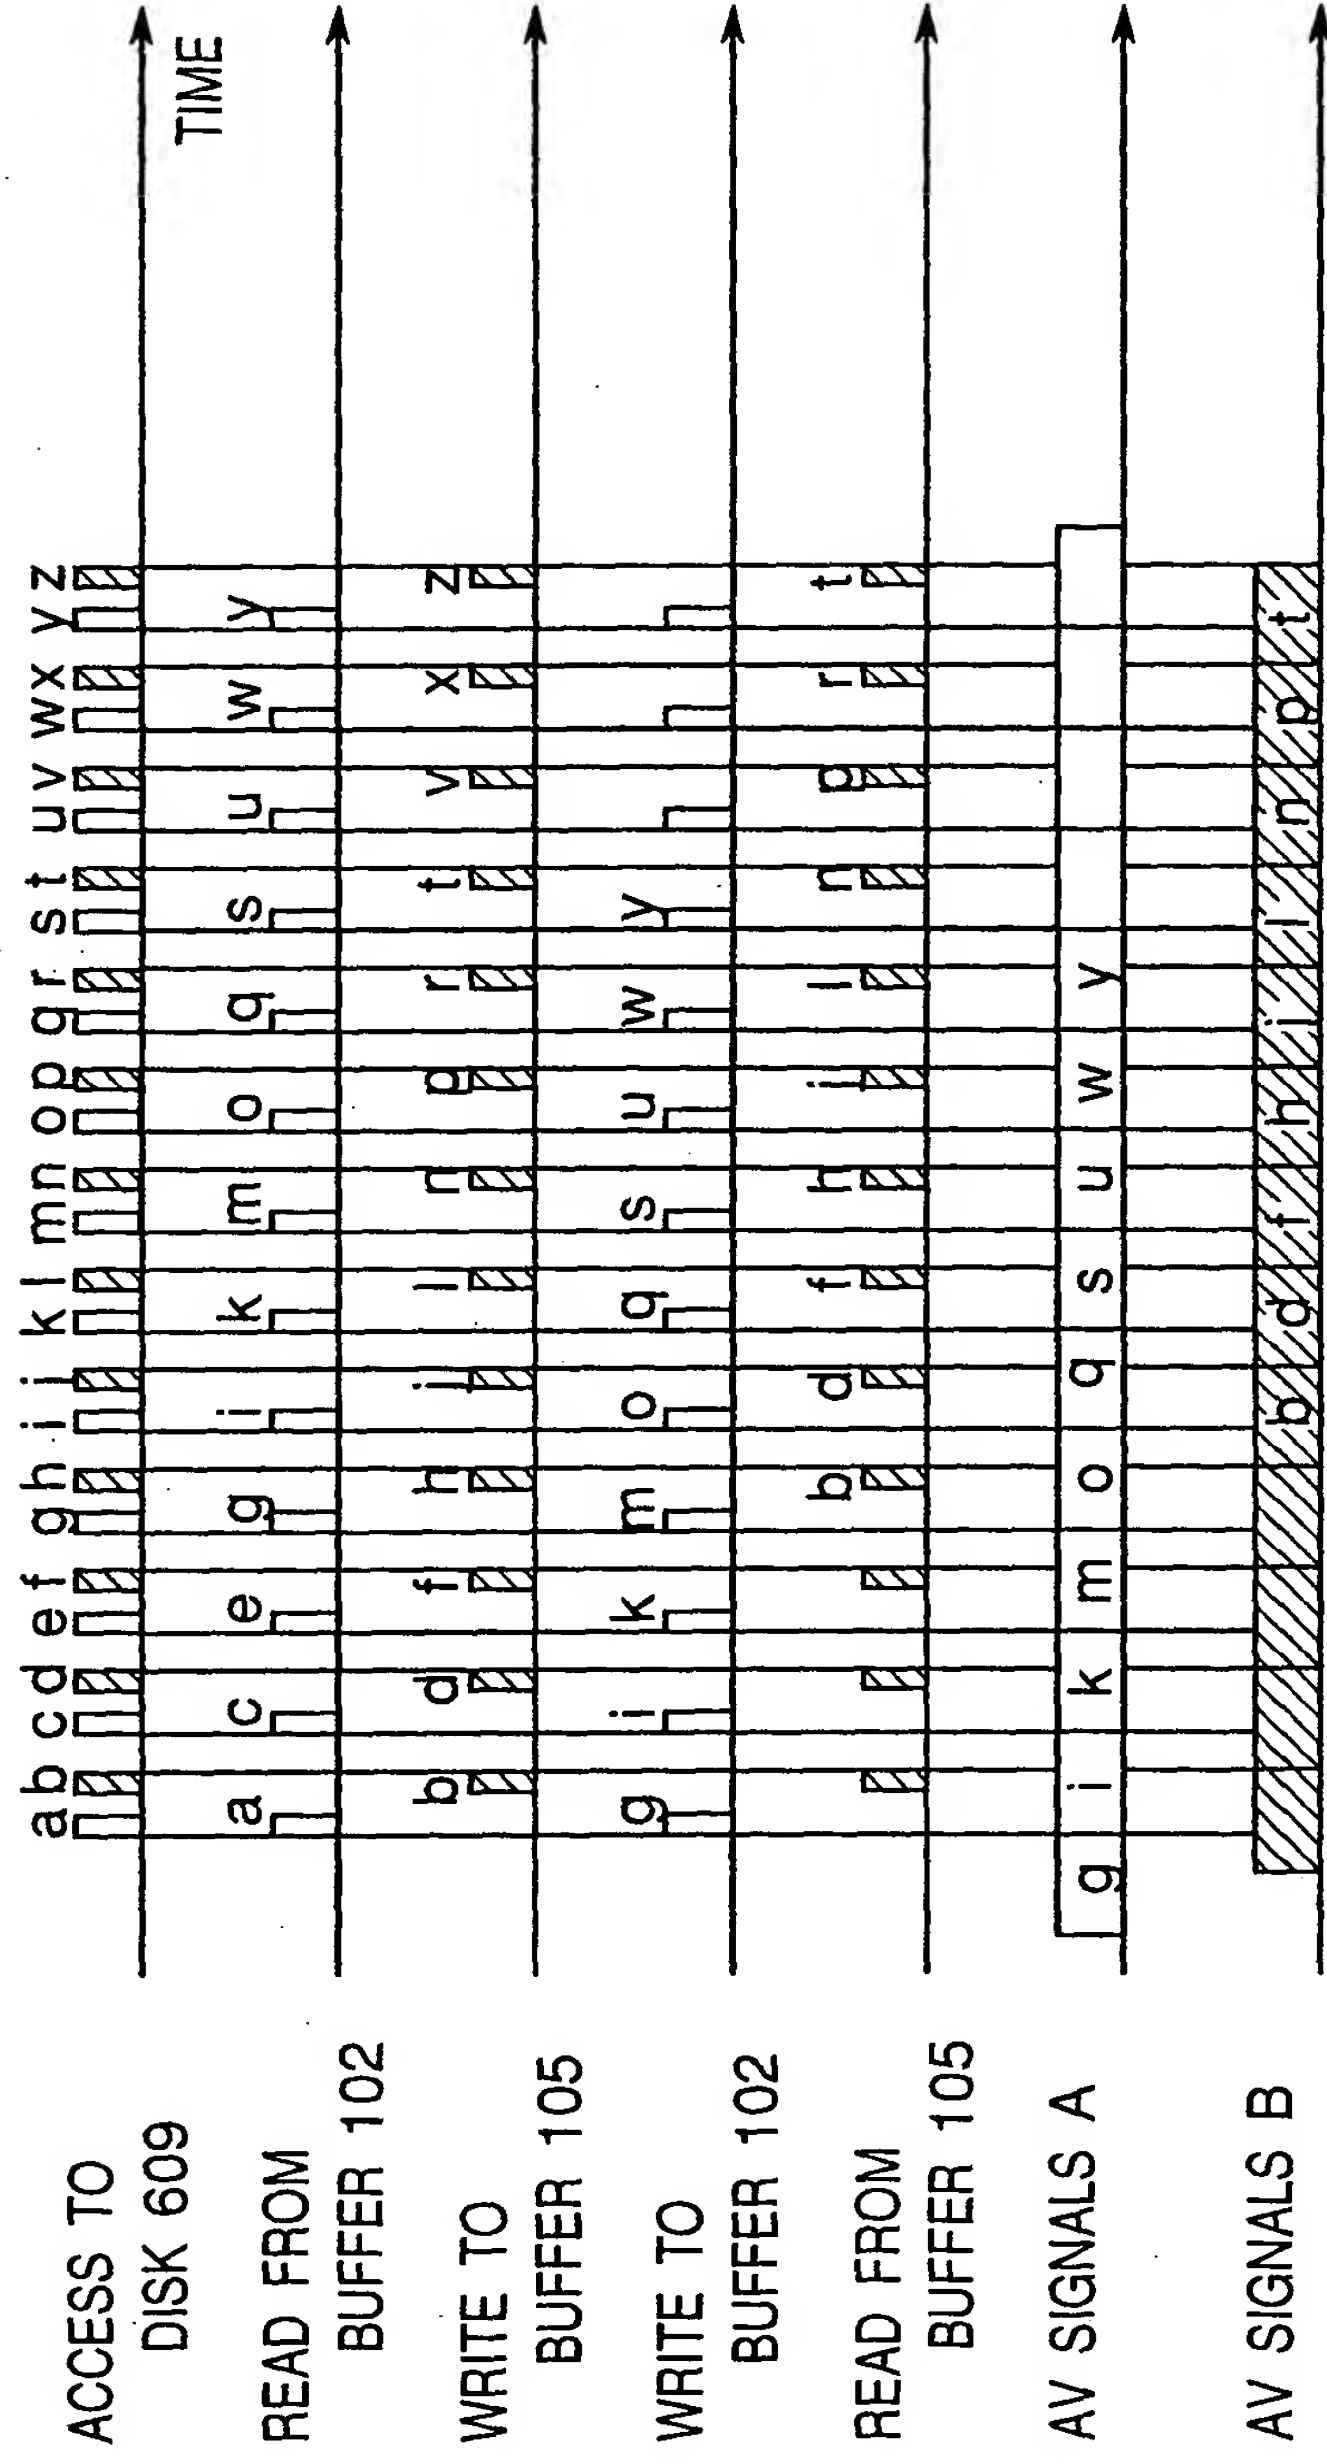 a b c d e f g h i j k l m n o p q r s t u v w x y z
ACCESS TO
DISK 609
TIME
a c e g i k m o q s u w y
READ FROM
BUFFER 102
b d f h j l n p r t v x z
WRITE TO
BUFFER 105
g i k m o q s u w y
WRITE TO
BUFFER 102
b d f h j l n p r t
READ FROM
BUFFER 105
g i k m o q s u w y
AV SIGNALS A
b d f h j l n p t
AV SIGNALS B